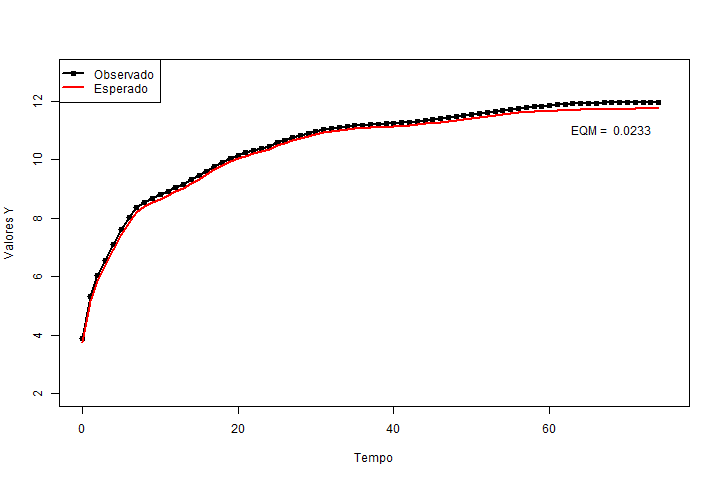 Observado
Esperado
EQM = 0.0233
Valores Y
12
10
8
6
4
2
0
20
40
60
Tempo